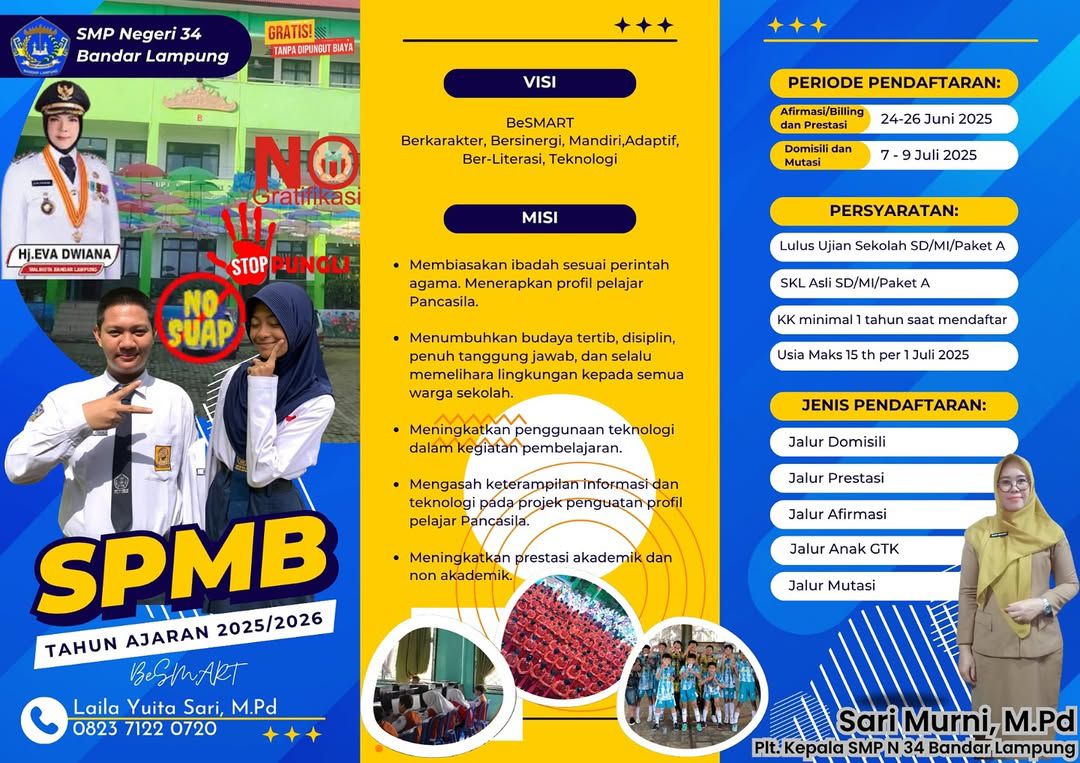 SMP Negeri 34
Bandar Lampung
GRATIS!
TANPA DIPUNGUT BIAYA
NO
Gratifikasi
Hj.EVA DWIANA
WALIKOTA BANDAR LAMPUNG
STOP PUNGLI
NO
SUAP
SPMB
TAHUN AJARAN 2025/2026
BeSMART
Laila Yuita Sari, M.Pd
0823 7122 0720
VISI
BeSMART
Berkarakter, Bersinergi, Mandiri,Adaptif,
Ber-Literasi, Teknologi
MISI
• Membiasakan ibadah sesuai perintah
agama. Menerapkan profil pelajar
Pancasila.
• Menumbuhkan budaya tertib, disiplin,
penuh tanggung jawab, dan selalu
memelihara lingkungan kepada semua
warga sekolah.
• Meningkatkan penggunaan teknologi
dalam kegiatan pembelajaran.
• Mengasah keterampilan informasi dan
teknologi pada projek penguatan profil
pelajar Pancasila.
• Meningkatkan prestasi akademik dan
non akademik.
PERIODE PENDAFTARAN:
Afirmasi/Billing
dan Prestasi
24-26 Juni 2025
Domisili dan
Mutasi
7 - 9 Juli 2025
PERSYARATAN:
Lulus Ujian Sekolah SD/MI/Paket A
SKL Asli SD/MI/Paket A
KK minimal 1 tahun saat mendaftar
Usia Maks 15 th per 1 Juli 2025
JENIS PENDAFTARAN:
Jalur Domisili
Jalur Prestasi
Jalur Afirmasi
Jalur Anak GTK
Jalur Mutasi
Sari Murni, M.Pd
Plt. Kepala SMP N 34 Bandar Lampung